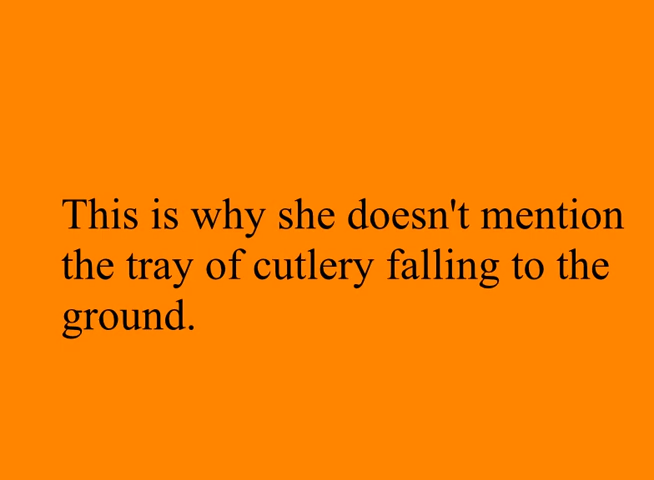 This is why she doesn't mention
the tray of cutlery falling to the
ground.